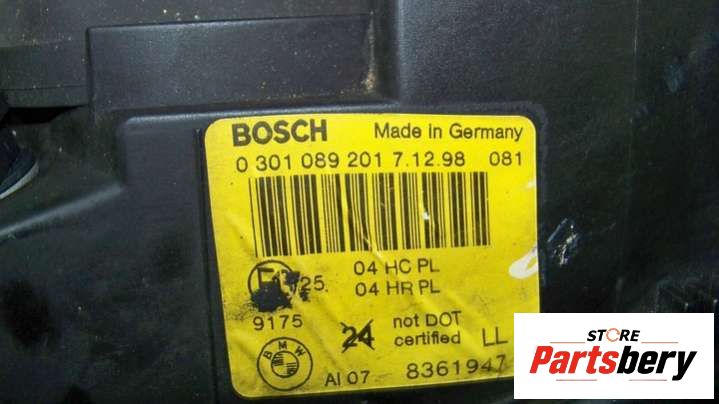 BOSCH Made in Germany
0 301 089 201 7.12.98 081
04 HC PL
04 HR PL
9175
24 not DOT
certified LL
BMW
AI 07 8361947
STORE
Partsbery